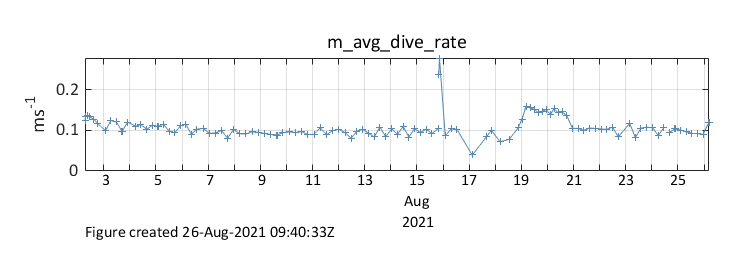 m_avg_dive_rate
ms-1
0.2
0.1
0
3 5 7 9 11 13 15 17 19 21 23 25
Aug
2021
Figure created 26-Aug-2021 09:40:33Z